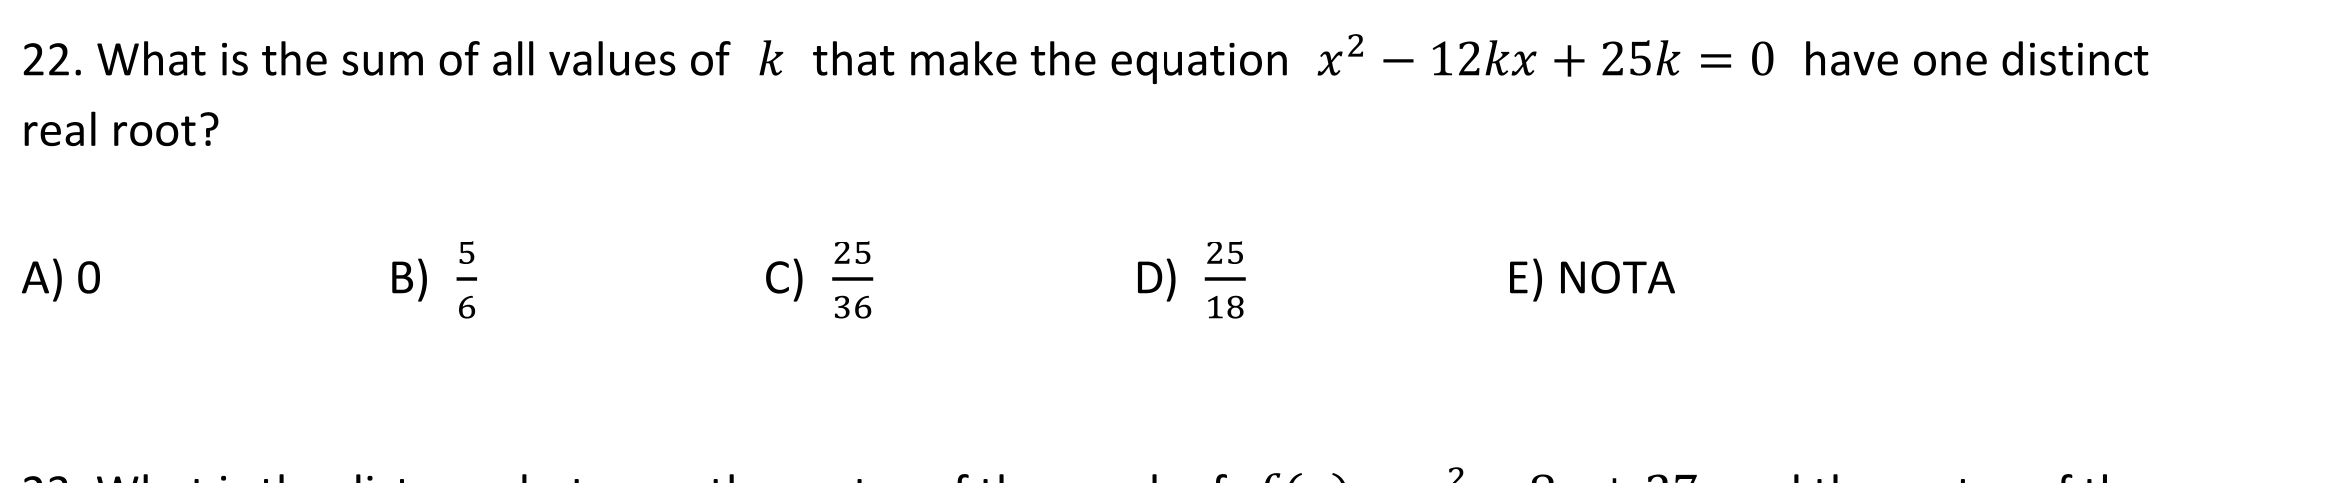 22. What is the sum of all values of k that make the equation x² − 12kx + 25k = 0 have one distinct
real root?
A) 0 B) 5/6 C) 25/36 D) 25/18 E) NOTA